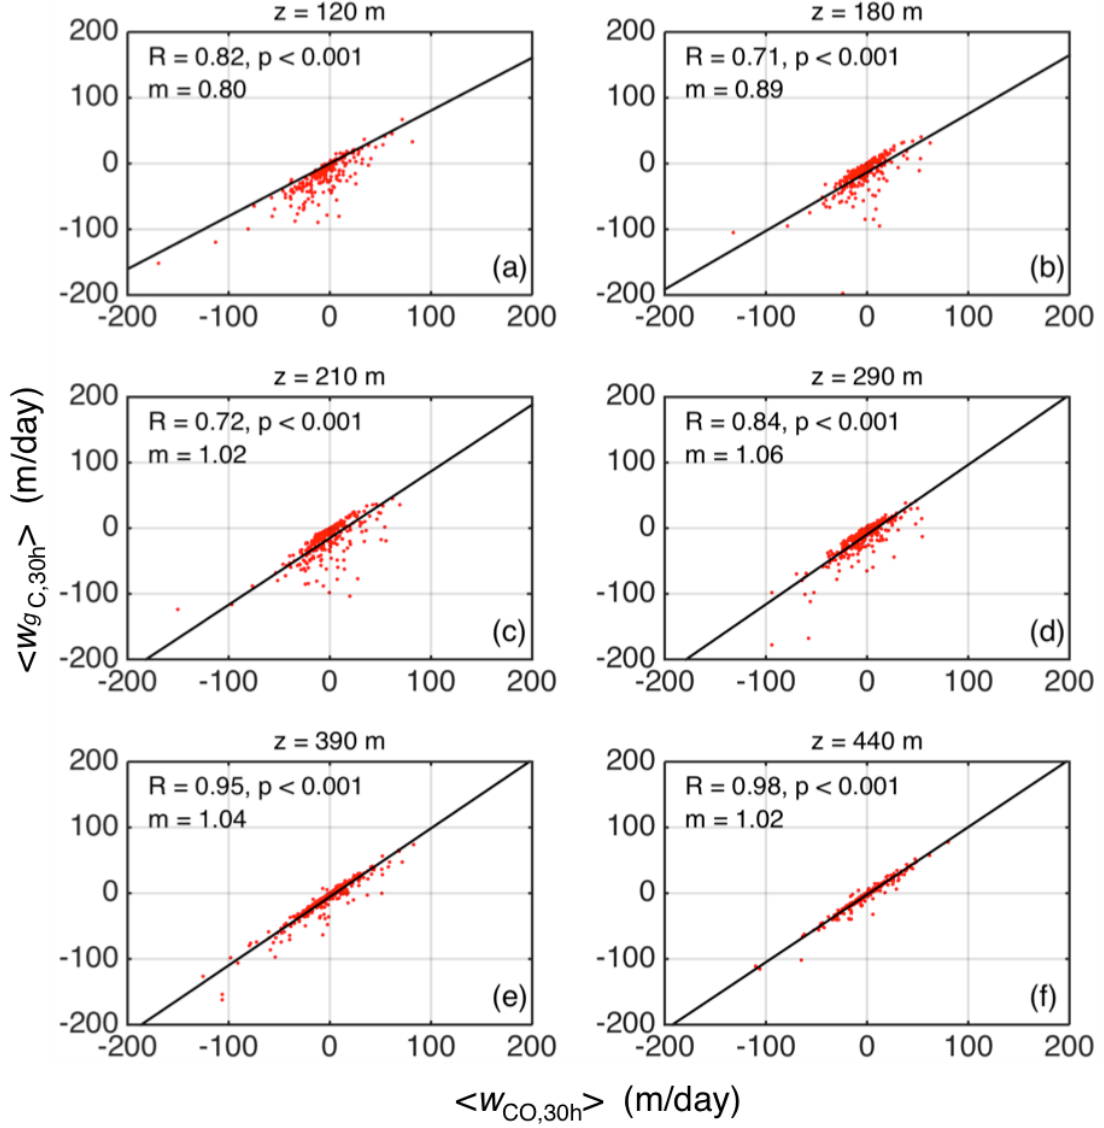 z = 120 m
R = 0.82, p < 0.001
m = 0.80
200
100
0
-100
-200
-200 -100 0 100 200
(a)
z = 180 m
R = 0.71, p < 0.001
m = 0.89
200
100
0
-100
-200
-200 -100 0 100 200
(b)
z = 210 m
R = 0.72, p < 0.001
m = 1.02
200
100
0
-100
-200
-200 -100 0 100 200
(c)
z = 290 m
R = 0.84, p < 0.001
m = 1.06
200
100
0
-100
-200
-200 -100 0 100 200
(d)
z = 390 m
R = 0.95, p < 0.001
m = 1.04
200
100
0
-100
-200
-200 -100 0 100 200
(e)
z = 440 m
R = 0.98, p < 0.001
m = 1.02
200
100
0
-100
-200
-200 -100 0 100 200
(f)
<wg C,30h> (m/day)
<wCO,30h> (m/day)